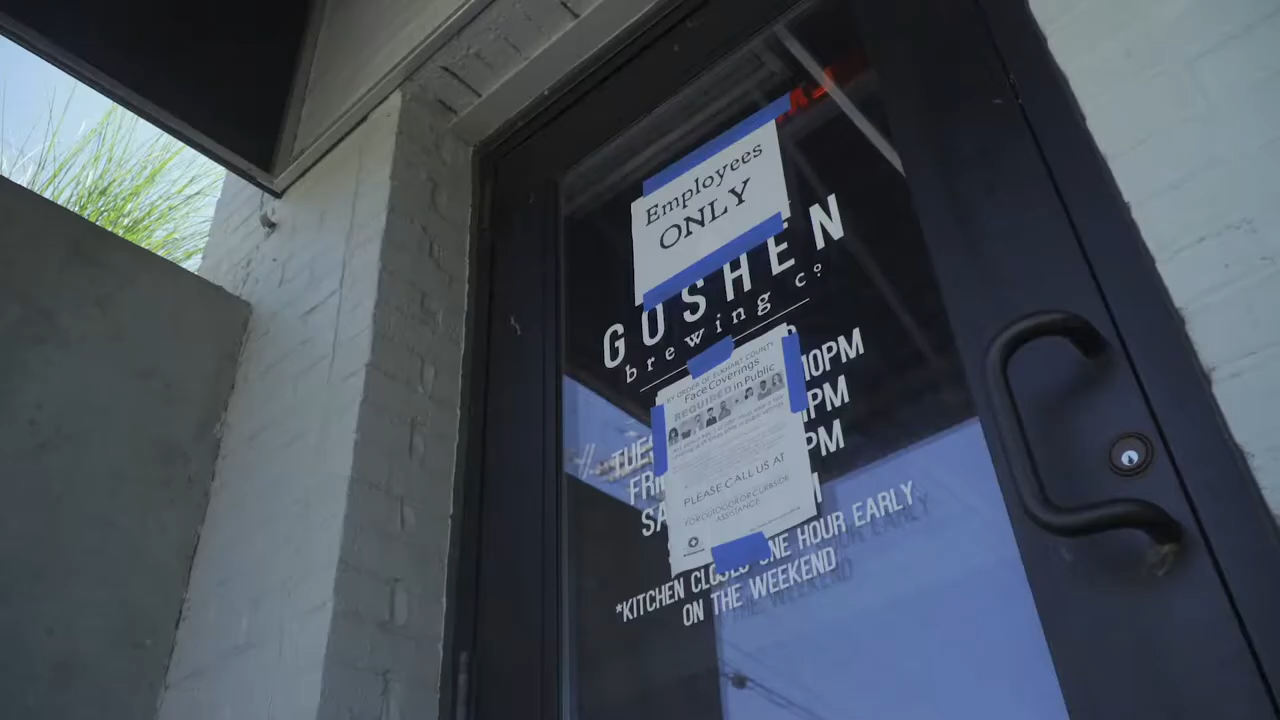 Employees
ONLY
GOSHEN
brewing Cº
10PM
PM
PM
BY ORDER OF ELKHART COUNTY
Face Coverings
REQUIRED in Public
PLEASE CALL US AT
FOR OUTDOOR OR CURBSIDE
ASSISTANCE
TUES
FRI
SA
*KITCHEN CLOSES ONE HOUR EARLY
ON THE WEEKEND